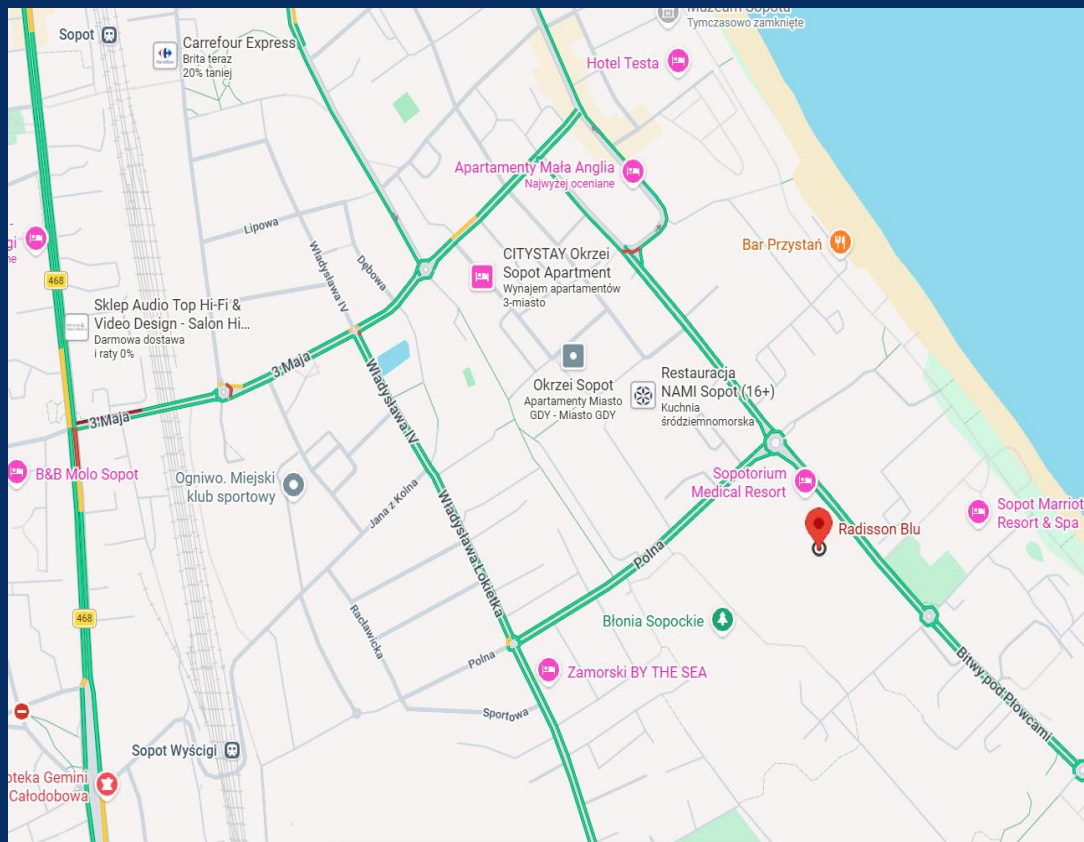 Muzeum Sopotu
Tymczasowo zamknięte
Sopot
Carrefour Express
Brita teraz
20% taniej
Hotel Testa
Apartamenty Mała Anglia
Najwyżej oceniane
Lipowa
Władysława IV
Dębowa
Bar Przystań
gi
ne
468
CITYSTAY Okrzei
Sopot Apartment
Wynajem apartamentów
3-miasto
Sklep Audio Top Hi-Fi &
Video Design - Salon Hi...
Darmowa dostawa
i raty 0%
3 Maja
3 Maja
Władysława IV
Okrzei Sopot
Apartamenty Miasto
GDY - Miasto GDY
Restauracja
NAMI Sopot (16+)
Kuchnia
śródziemnomorska
B&B Molo Sopot
Ogniwo. Miejski
klub sportowy
Jana z Kolna
Władysława Łokietka
Sopotorium
Medical Resort
Radisson Blu
Sopot Marriot
Resort & Spa
Polna
468
Racławicka
Błonia Sopockie
Polna
Zamorski BY THE SEA
Sportowa
Bitwy pod Płowcami
Sopot Wyścigi
oteka Gemini
Całodobowa